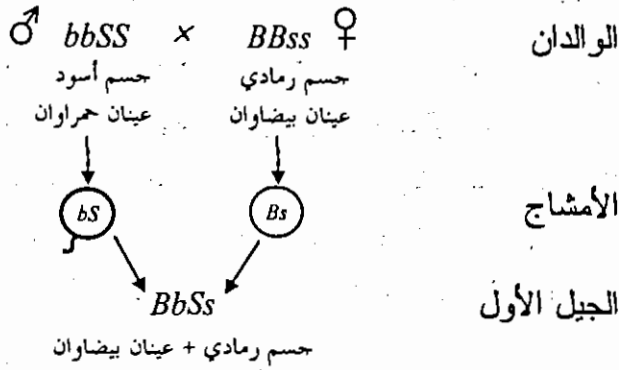 الوالدان ♂ bbSS × BBss ♀
جسم أسود جسم رمادي
عينان حمراوان عينان بيضاوان
الأمشاج bS Bs
الجيل الأول BbSs
جسم رمادي + عينان بيضاوان